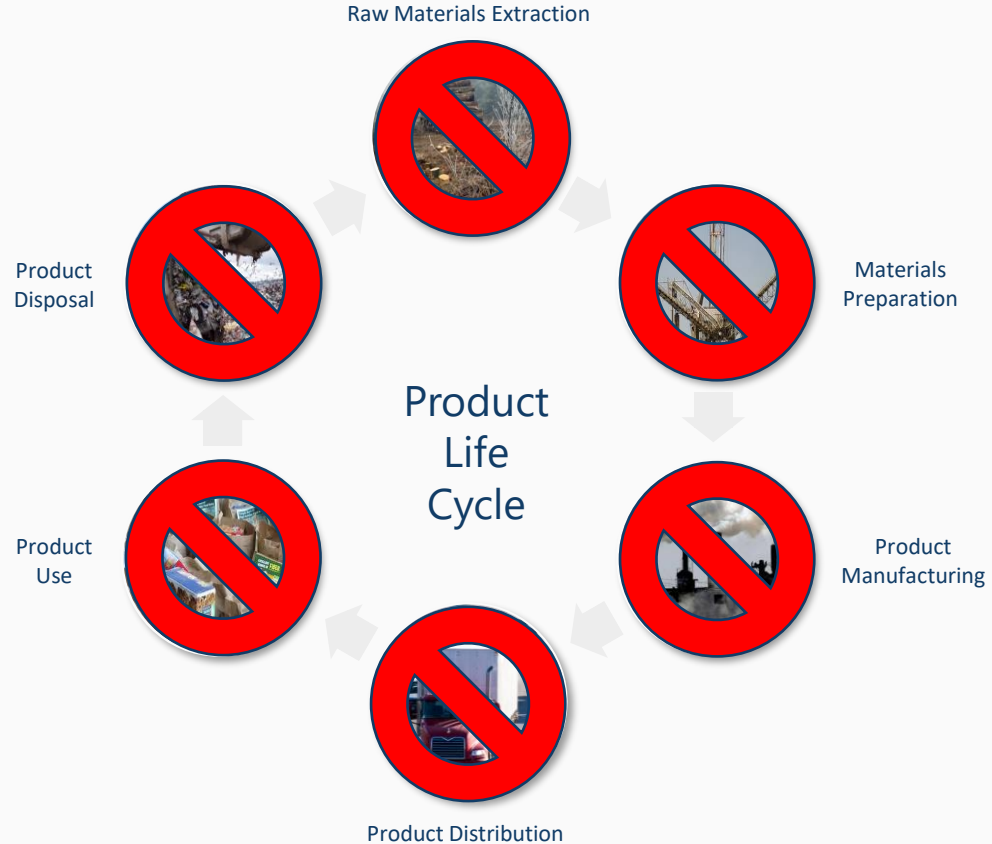 Raw Materials Extraction
Materials
Preparation
Product
Manufacturing
Product Distribution
Product
Use
Product
Disposal
Product
Life
Cycle